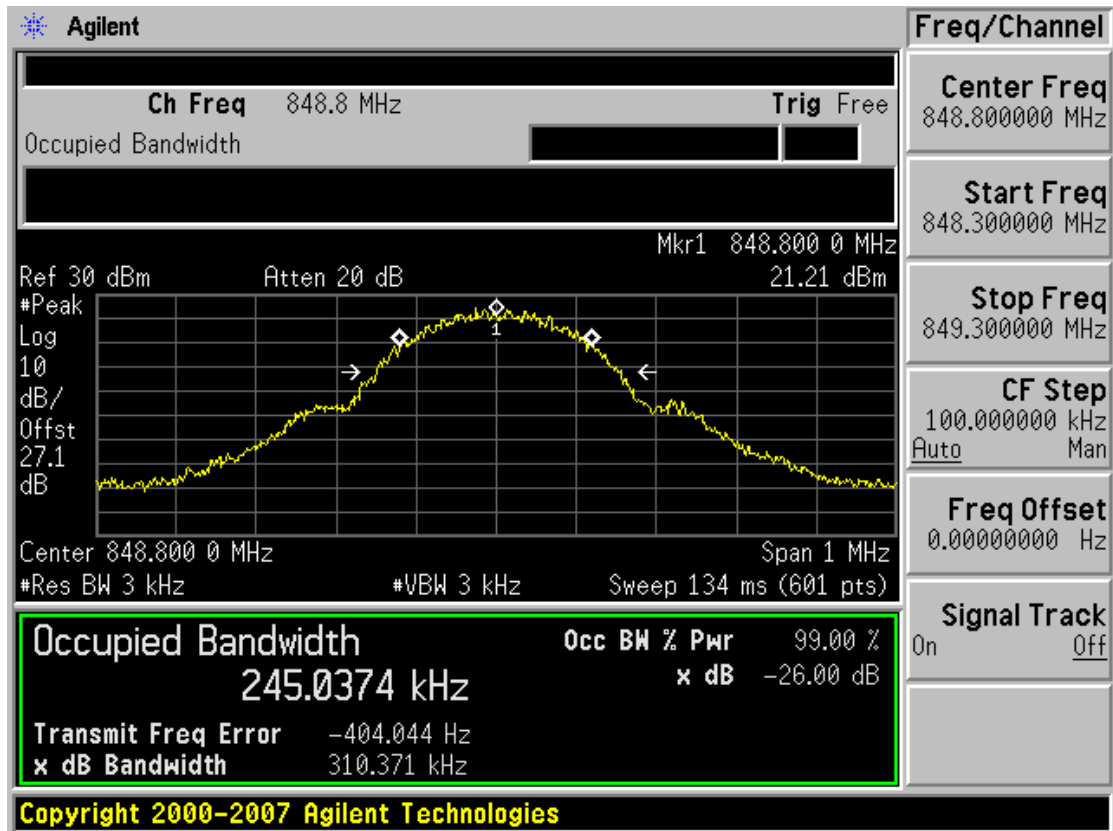 Agilent
Freq/Channel
Ch Freq 848.8 MHz Trig Free
Occupied Bandwidth
Center Freq
848.800000 MHz
Start Freq
848.300000 MHz
Stop Freq
849.300000 MHz
CF Step
100.000000 kHz
Auto Man
Freq Offset
0.00000000 Hz
Signal Track
On Off
Mkr1 848.800 0 MHz
Ref 30 dBm Atten 20 dB 21.21 dBm
#Peak
Log
10
dB/
Offst
27.1
dB
1
Center 848.800 0 MHz Span 1 MHz
#Res BW 3 kHz #VBW 3 kHz Sweep 134 ms (601 pts)
Occupied Bandwidth
245.0374 kHz
Occ BW % Pwr 99.00 %
x dB -26.00 dB
Transmit Freq Error -404.044 Hz
x dB Bandwidth 310.371 kHz
Copyright 2000-2007 Agilent Technologies